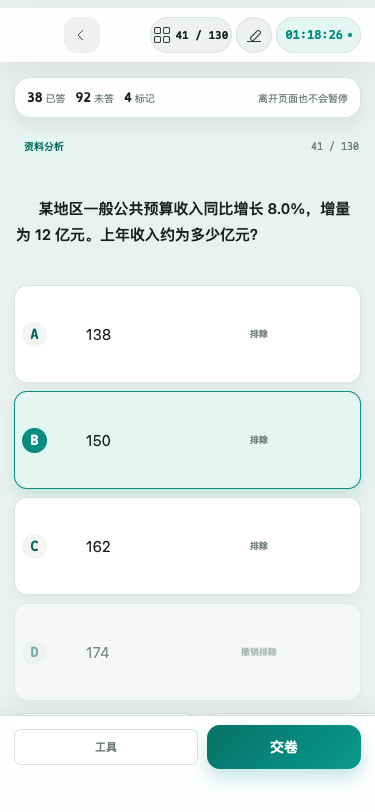 41 / 130
01:18:26
38 已答 92 未答 4 标记 离开页面也不会暂停
资料分析 41 / 130
某地区一般公共预算收入同比增长 8.0%，增量
为 12 亿元。上年收入约为多少亿元?
A 138 排除
B 150 排除
C 162 排除
D 174 撤销排除
工具 交卷